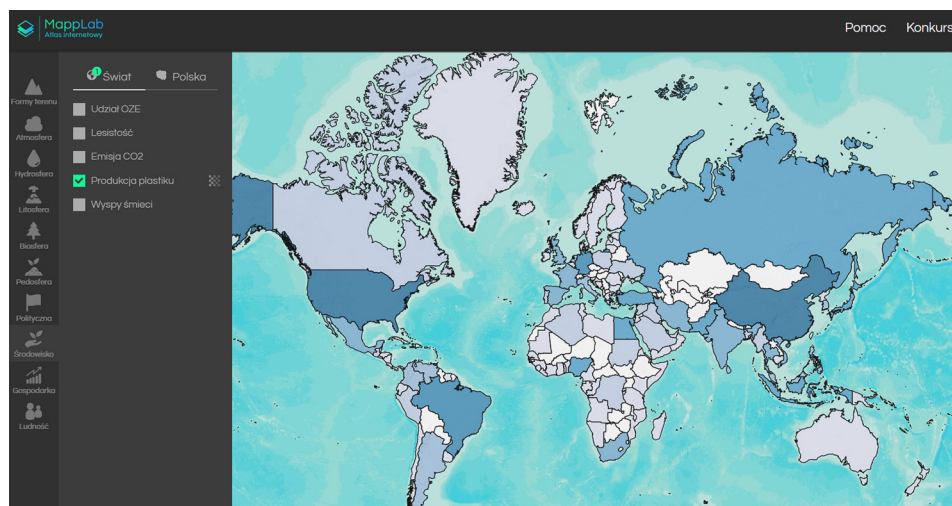 MappLab
Atlas internetowy
Pomoc
Konkurs
1
Świat
Polska
Udział OZE
Lesistość
Emisja CO2
Produkcja plastiku
Wyspy śmieci
Formy terenu
Atmosfera
Hydrosfera
Litosfera
Biosfera
Pedosfera
Polityczna
Środowisko
Gospodarka
Ludność